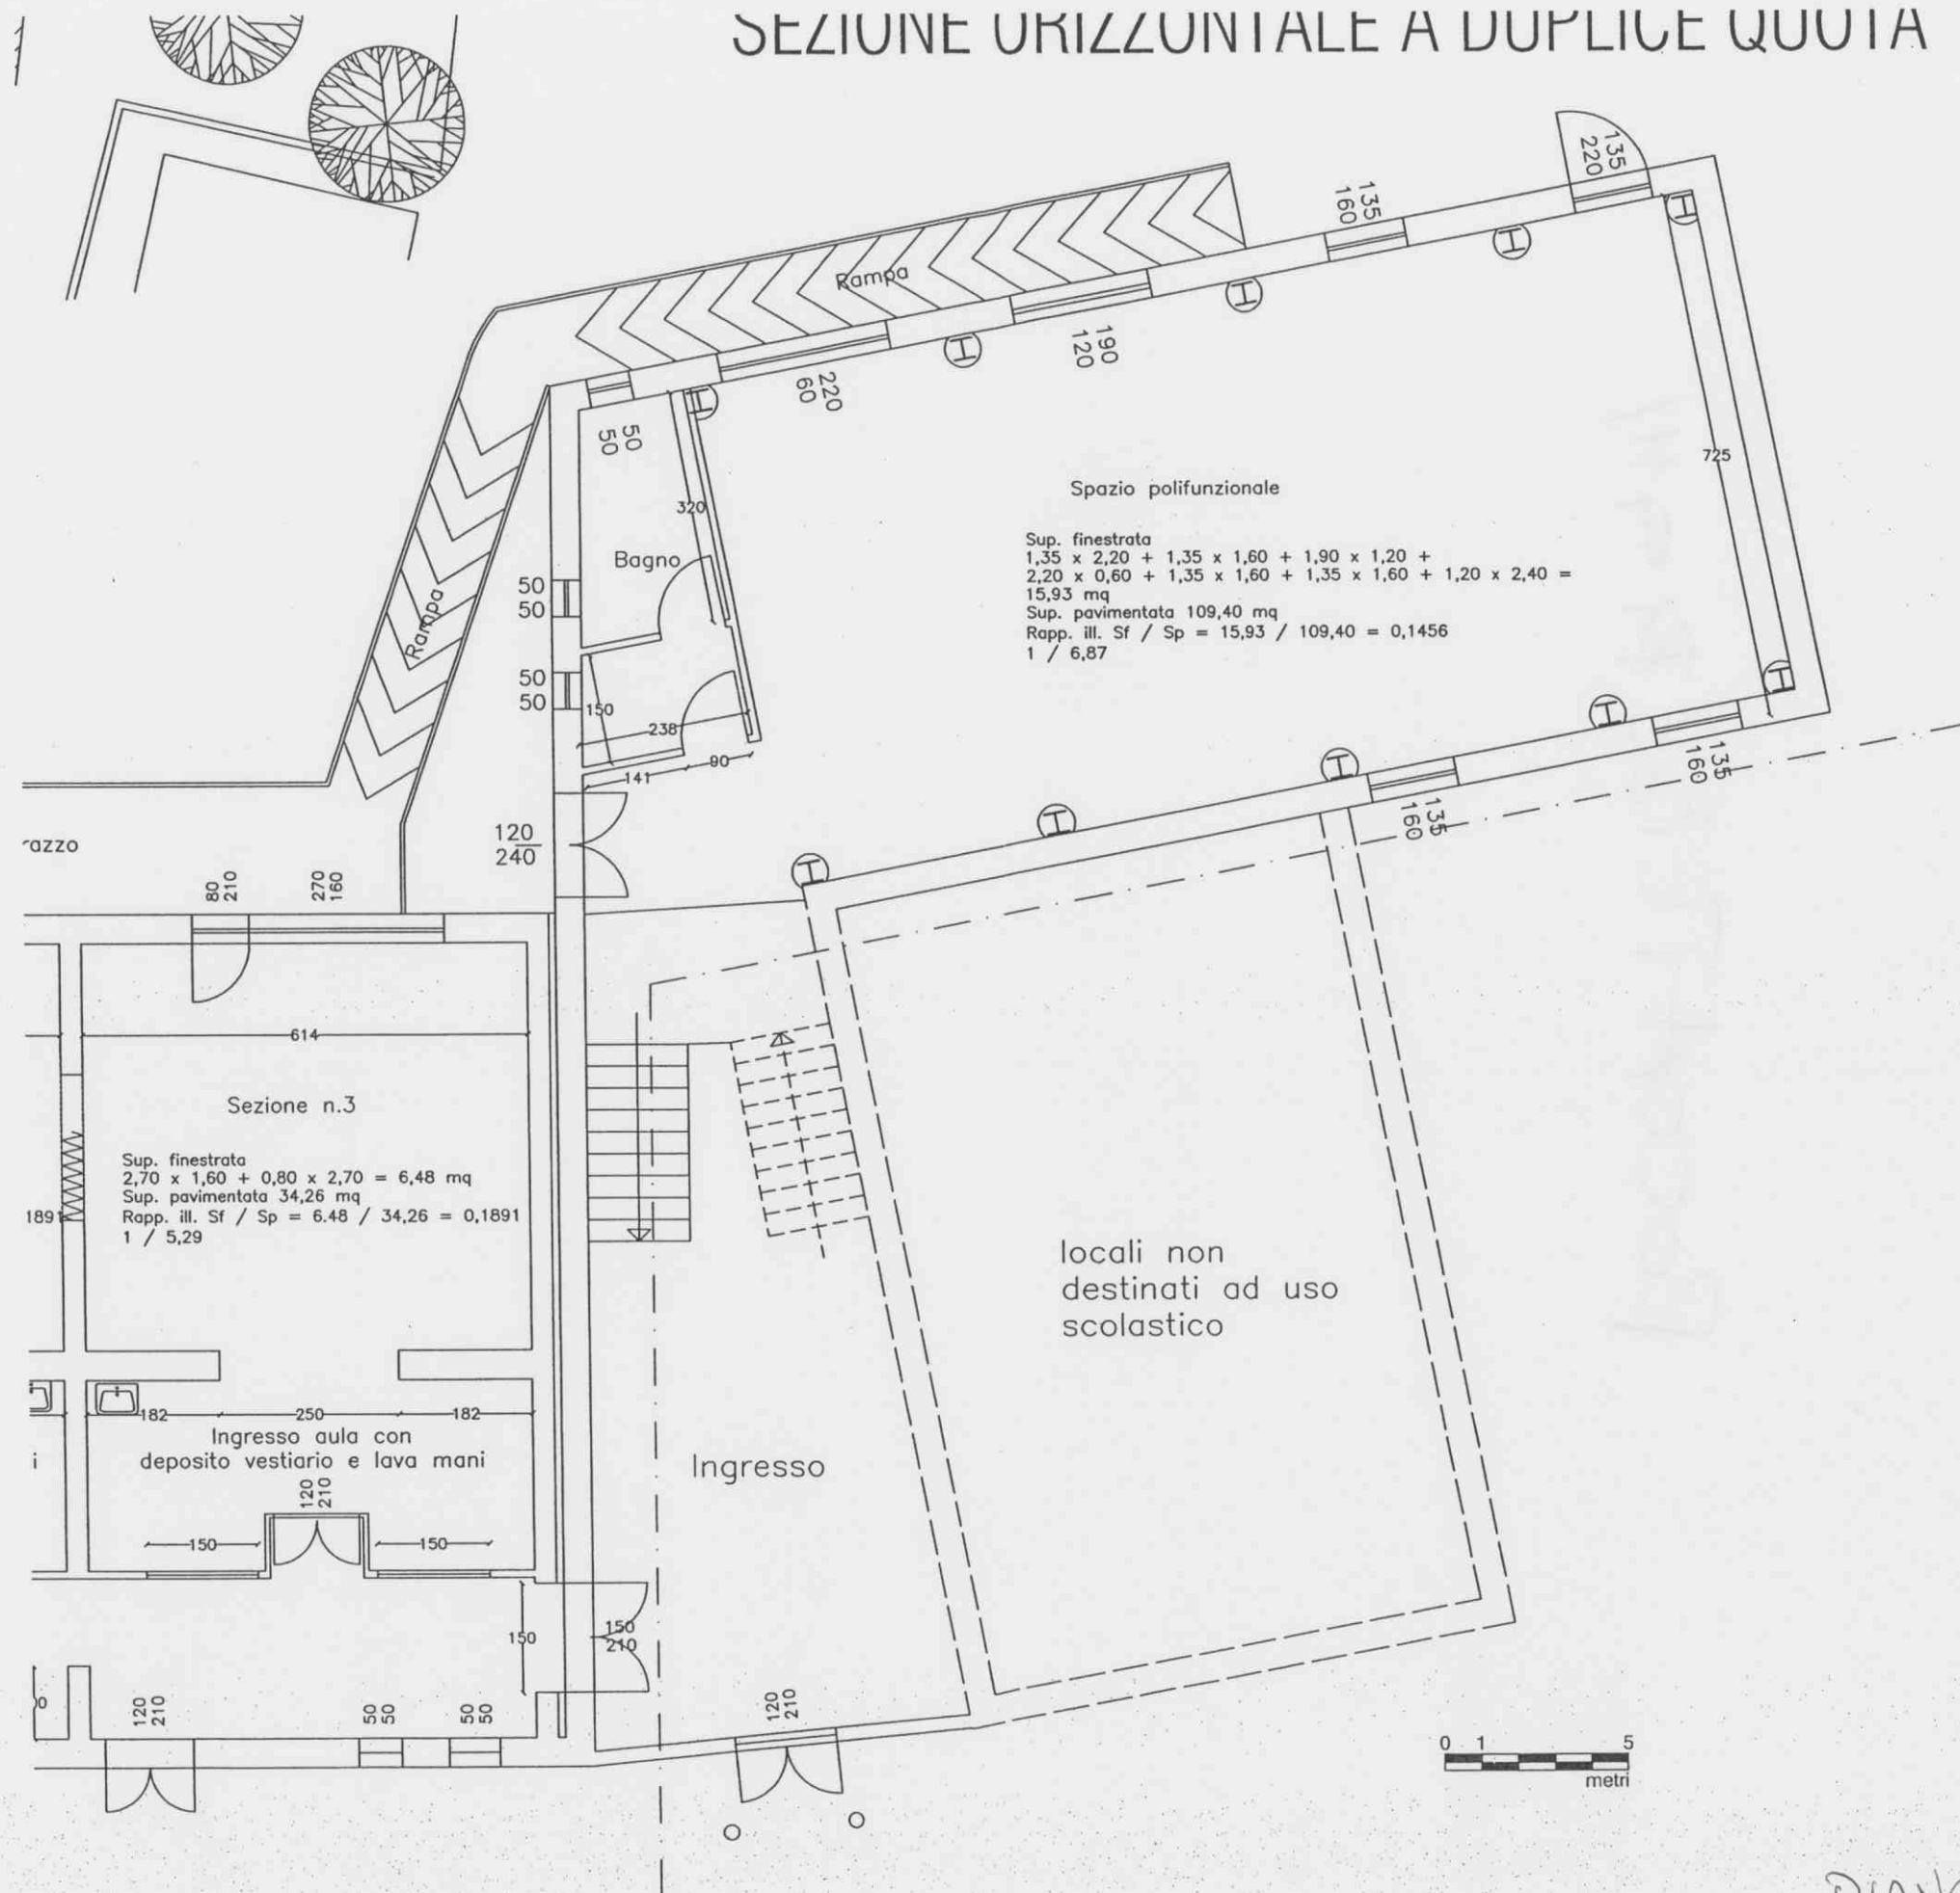 SEZIONE ORIZZONTALE A DUPLICE QUOTA
135
220
135
160
Rampa
190
120
220
60
50
50
725
Spazio polifunzionale
320
Sup. finestrata
1,35 x 2,20 + 1,35 x 1,60 + 1,90 x 1,20 +
2,20 x 0,60 + 1,35 x 1,60 + 1,35 x 1,60 + 1,20 x 2,40 =
15,93 mq
Sup. pavimentata 109,40 mq
Rapp. ill. Sf / Sp = 15,93 / 109,40 = 0,1456
1 / 6,87
Bagno
50
50
Rampa
50
50
150
238
141
90
135
160
135
160
120
240
razzo
80
210
270
160
614
Sezione n.3
Sup. finestrata
2,70 x 1,60 + 0,80 x 2,70 = 6,48 mq
Sup. pavimentata 34,26 mq
Rapp. ill. Sf / Sp = 6.48 / 34,26 = 0,1891
1 / 5,29
1891
locali non
destinati ad uso
scolastico
182
250
182
Ingresso aula con
deposito vestiario e lava mani
i
Ingresso
120
210
150
150
150
150
210
0
120
210
50
50
50
50
120
210
0 1 5
metri